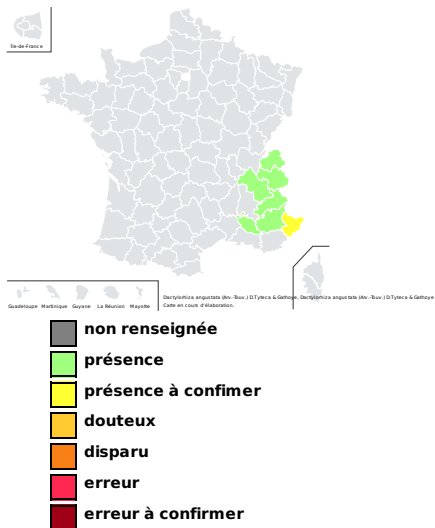 Île-de-France
Guadeloupe Martinique Guyane La Réunion Mayotte
Dactylorhiza angustata (Arv.-Touv.) D.Tyteca & Gathoye, Dactylorhiza angustata (Arv.-Touv.) D.Tyteca & Gathoye
Carte en cours d'élaboration.
non renseignée
présence
présence à confimer
douteux
disparu
erreur
erreur à confirmer